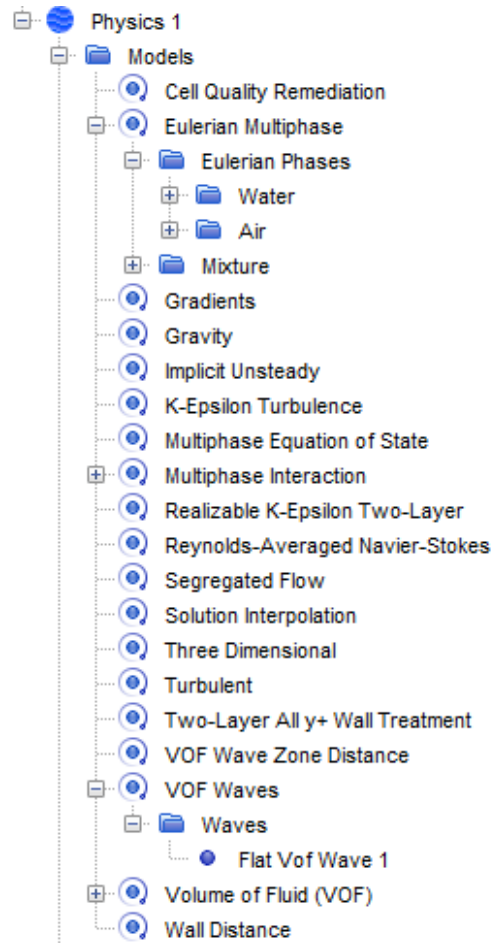 Physics 1
Models
Cell Quality Remediation
Eulerian Multiphase
Eulerian Phases
Water
Air
Mixture
Gradients
Gravity
Implicit Unsteady
K-Epsilon Turbulence
Multiphase Equation of State
Multiphase Interaction
Realizable K-Epsilon Two-Layer
Reynolds-Averaged Navier-Stokes
Segregated Flow
Solution Interpolation
Three Dimensional
Turbulent
Two-Layer All y+ Wall Treatment
VOF Wave Zone Distance
VOF Waves
Waves
Flat Vof Wave 1
Volume of Fluid (VOF)
Wall Distance